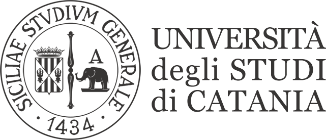 SICILIAE STVDIVM GENERALE
· 1434 ·
A
UNIVERSITÀ
degli STUDI
di CATANIA